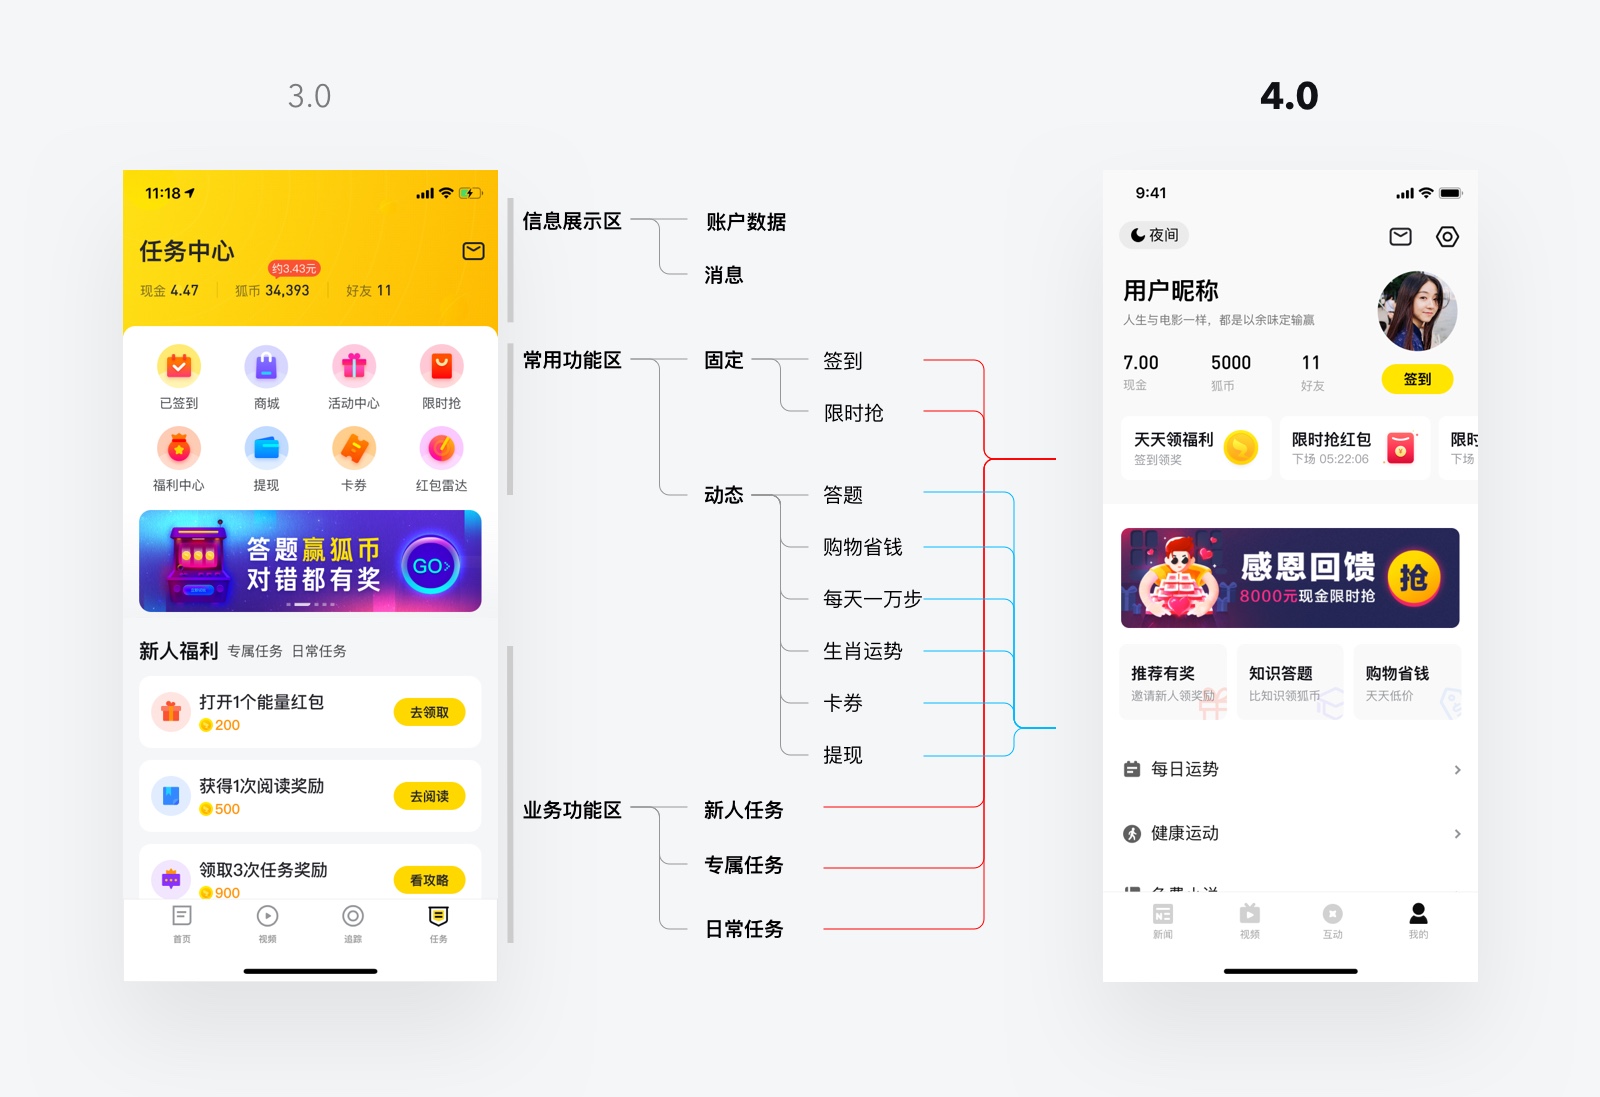 3.0
4.0
11:18
任务中心
约3.43元
现金 4.47
狐币 34,393
好友 11
已签到
商城
活动中心
限时抢
福利中心
提现
卡券
红包雷达
答题赢狐币
对错都有奖
GO
新人福利 专属任务 日常任务
打开1个能量红包
200
去领取
获得1次阅读奖励
500
去阅读
领取3次任务奖励
900
看攻略
首页
视频
追踪
任务
信息展示区
账户数据
消息
常用功能区
固定
签到
限时抢
动态
答题
购物省钱
每天一万步
生肖运势
卡券
提现
业务功能区
新人任务
专属任务
日常任务
9:41
夜间
用户昵称
人生与电影一样，都是以余味定输赢
7.00
现金
5000
狐币
11
好友
签到
天天领福利
签到领奖
限时抢红包
下场 05:22:06
限时
下场
感恩回馈
8000元现金限时抢
抢
推荐有奖
邀请新人领奖励
知识答题
比知识领狐币
购物省钱
天天低价
每日运势
健康运动
新闻
视频
互动
我的